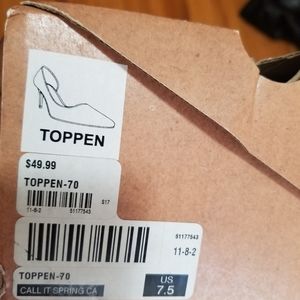 TOPPEN
$49.99
TOPPEN-70
$17
11-8-2
51177543
51177543
11-8-2
TOPPEN-70
US
CALL IT SPRING CA
7.5